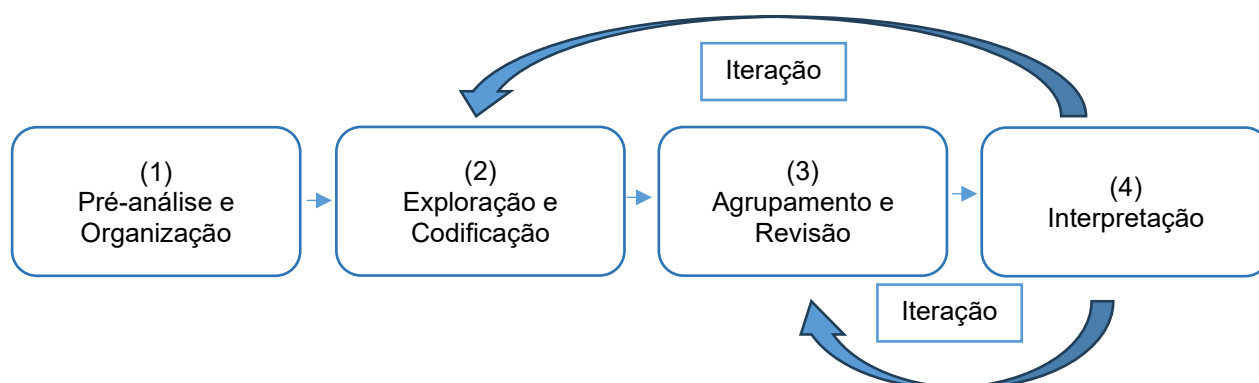 Iteração
(1)
Pré-análise e
Organização
(2)
Exploração e
Codificação
(3)
Agrupamento e
Revisão
(4)
Interpretação
Iteração